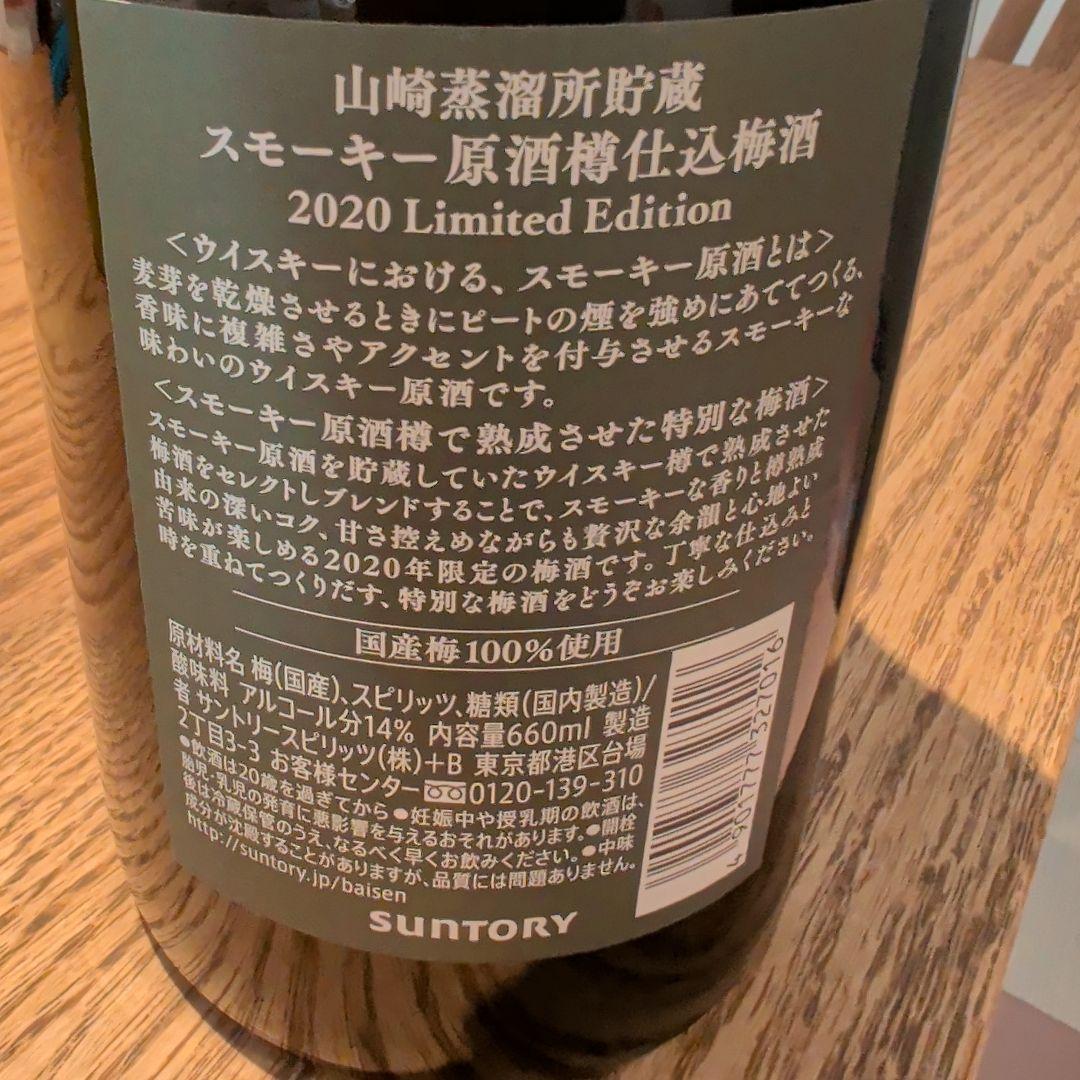 山崎蒸溜所貯蔵
スモーキー原酒樽仕込梅酒
2020 Limited Edition
<ウイスキーにおける、スモーキー原酒とは>
麦芽を乾燥させるときにピートの煙を強めにあててつくる、
香味に複雑さやアクセントを付与させるスモーキーな
味わいのウイスキー原酒です。
<スモーキー原酒樽で熟成させた特別な梅酒>
スモーキー原酒を貯蔵していたウイスキー樽で熟成させた
梅酒をセレクトしブレンドすることで、スモーキーな香りと樽熟成
由来の深いコク、甘さ控えめながらも贅沢な余韻と心地よい
苦味が楽しめる2020年限定の梅酒です。丁寧な仕込みと
時を重ねてつくりだす、特別な梅酒をどうぞお楽しみください。
国産梅100%使用
原材料名 梅(国産)、スピリッツ、糖類(国内製造)/
酸味料 アルコール分14% 内容量660ml 製造
者 サントリースピリッツ(株)+B 東京都港区台場
2丁目3-3 お客様センター 0120-139-310
●飲酒は20歳を過ぎてから ●妊娠中や授乳期の飲酒は、
胎児・乳児の発育に悪影響を与えるおそれがあります。●開栓
後は冷蔵保管のうえ、なるべく早くお飲みください。●中味
成分が沈殿することがありますが、品質には問題ありません。
http://suntory.jp/baisen
SUNTORY
4 901777 327016